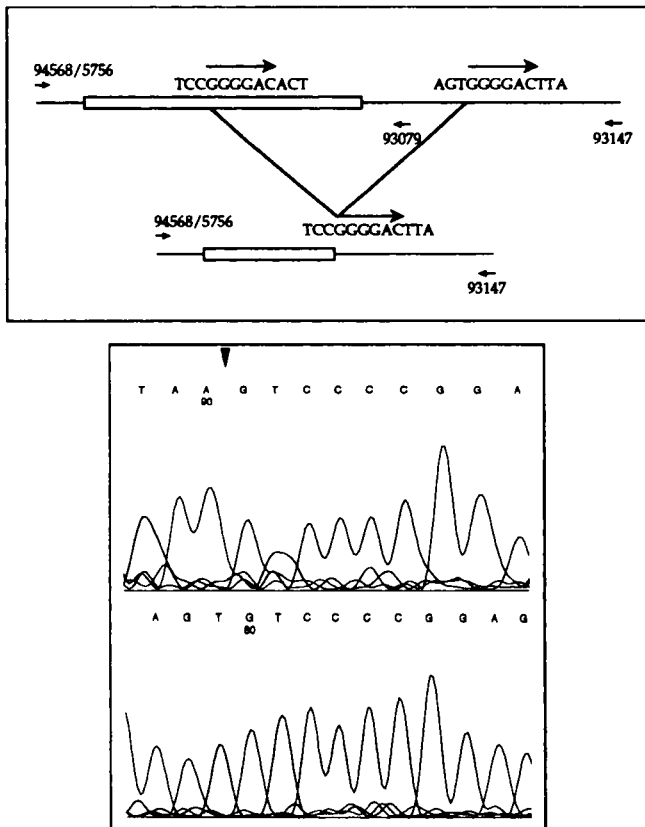 94568/5756
TCCGGGGACACT
AGTGGGGACTTA
93079
93147
TCCGGGGACTTA
94568/5756
93147
T A A G T C C C C G G A
90
A G T G T C C C C G G A G
80